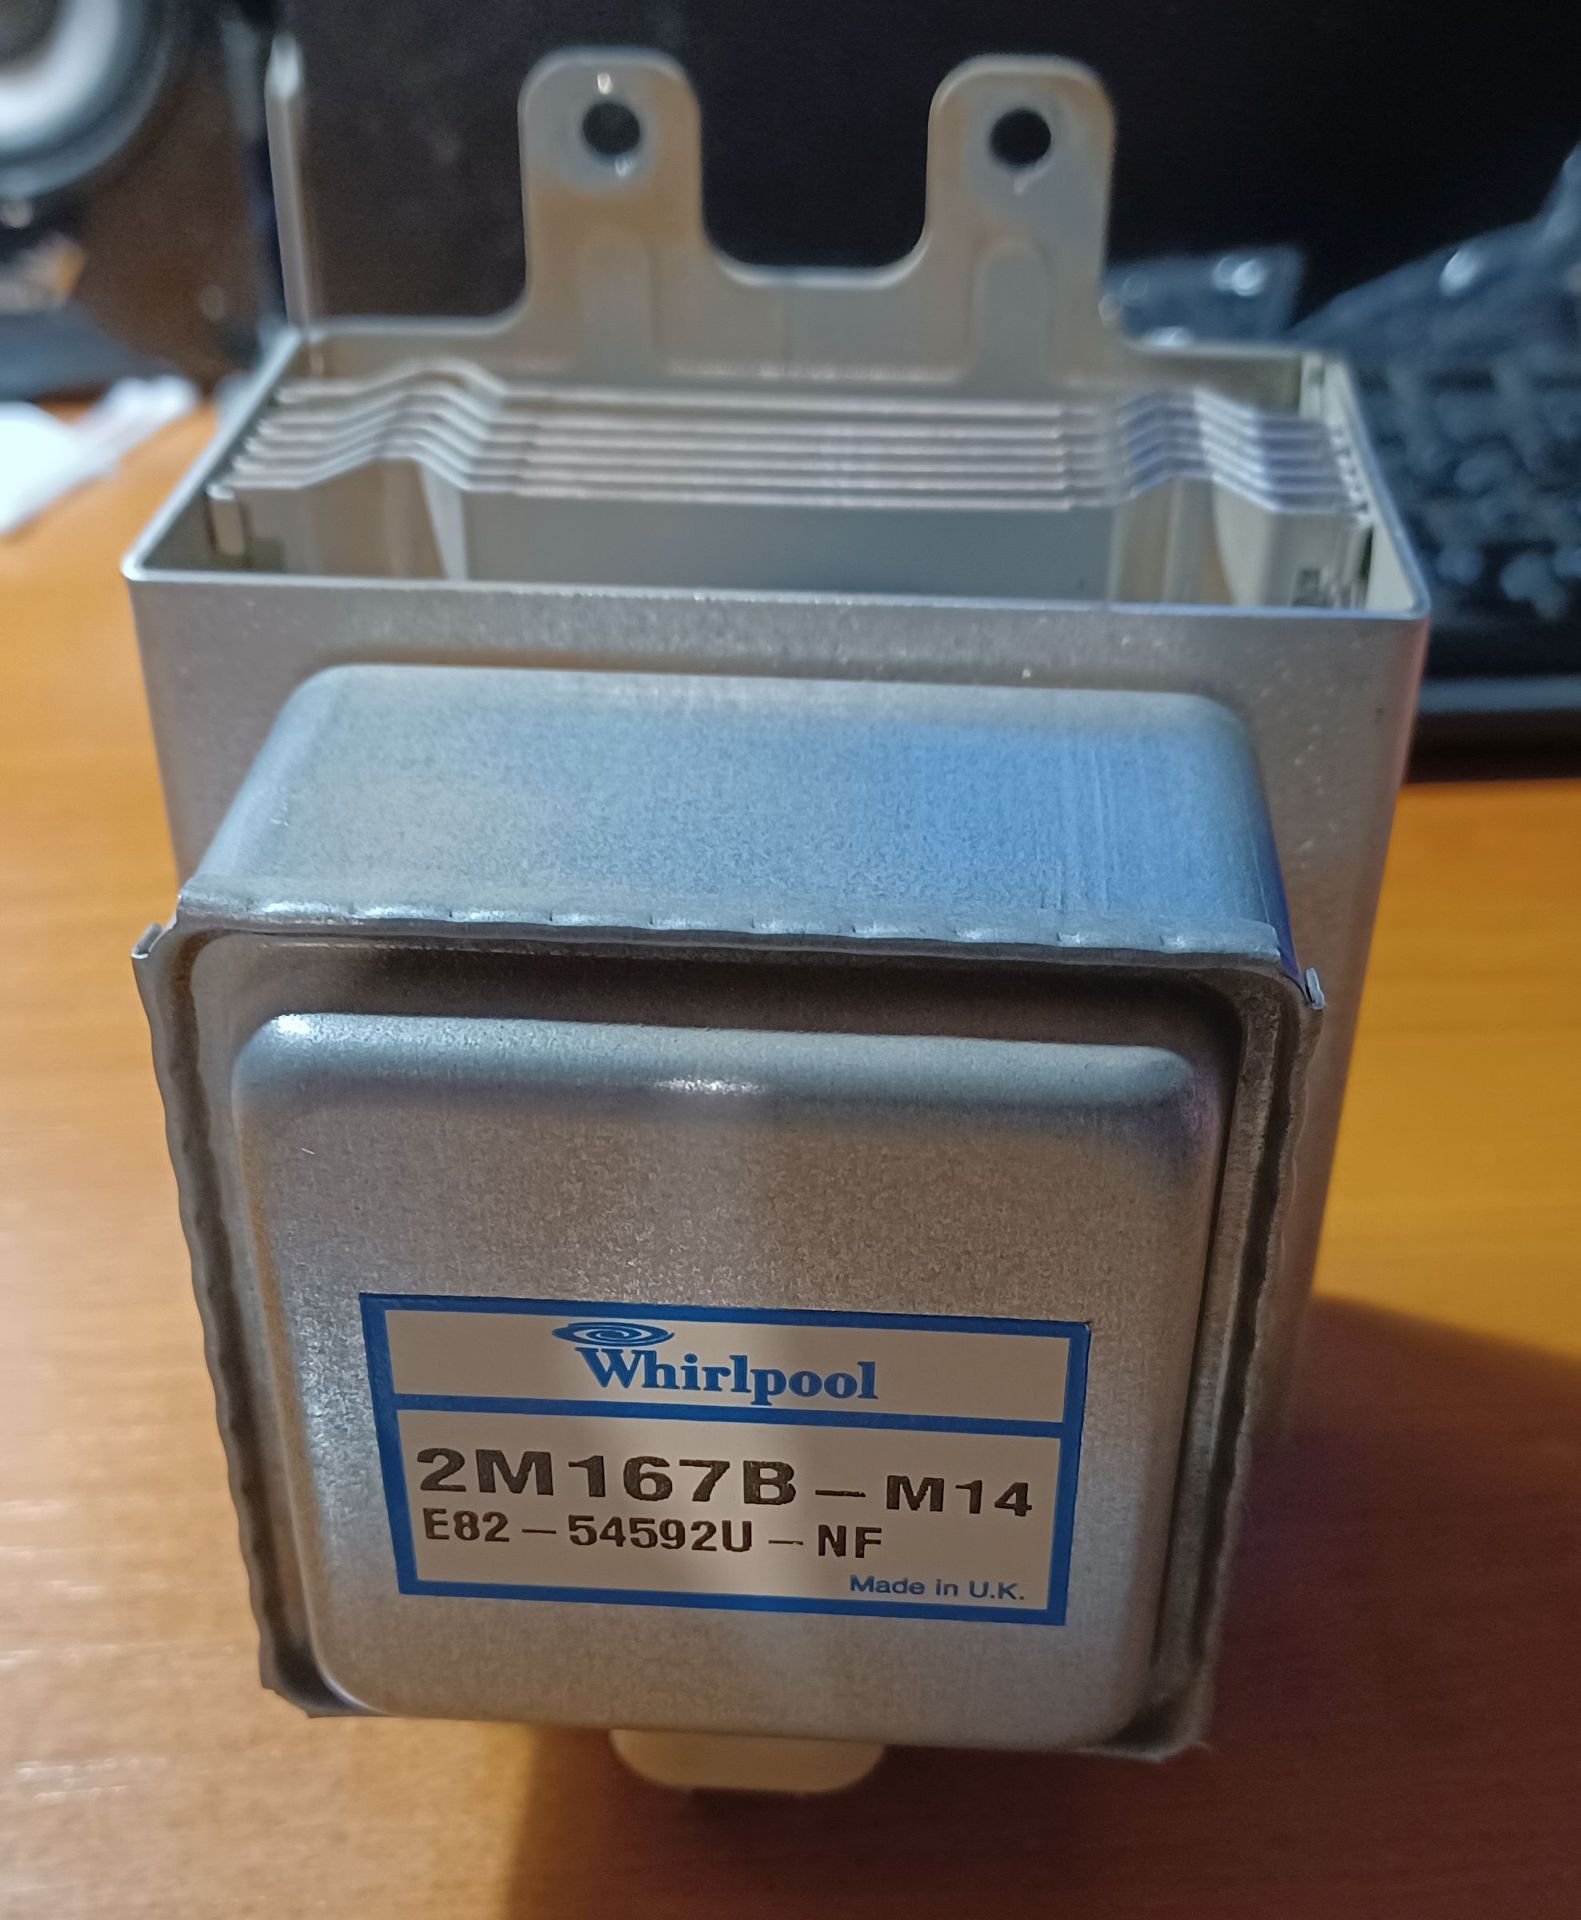 Whirlpool
2M167B-M14
E82-54592U-NF
Made in U.K.